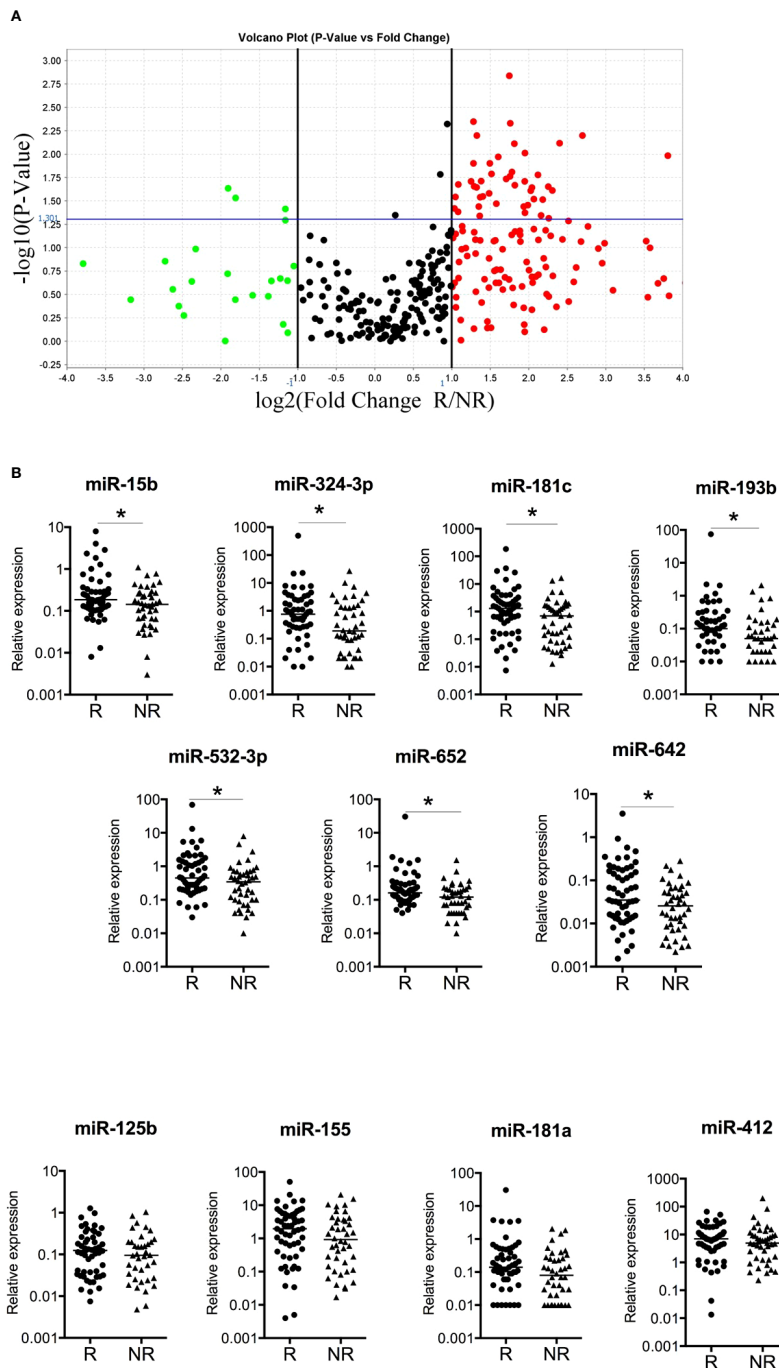 A
Volcano Plot (P-Value vs Fold Change)
-log10(P-Value)
3.00
2.75
2.50
2.25
2.00
1.75
1.50
1,301
1.25
1.00
0.75
0.50
0.25
0.00
-0.25
-4.0 -3.5 -3.0 -2.5 -2.0 -1.5 -1.0 -0.5 0.0 0.5 1.0 1.5 2.0 2.5 3.0 3.5 4.0
-1 1
log2(Fold Change R/NR)
B
miR-15b
*
Relative expression
10
1
0.1
0.01
0.001
R NR
miR-324-3p
*
Relative expression
1000
100
10
1
0.1
0.01
0.001
R NR
miR-181c
*
Relative expression
1000
100
10
1
0.1
0.01
0.001
R NR
miR-193b
*
Relative expression
100
10
1
0.1
0.01
0.001
R NR
miR-532-3p
*
Relative expression
100
10
1
0.1
0.01
0.001
R NR
miR-652
*
Relative expression
100
10
1
0.1
0.01
0.001
R NR
miR-642
*
Relative expression
10
1
0.1
0.01
0.001
R NR
miR-125b
Relative expression
10
1
0.1
0.01
0.001
R NR
miR-155
Relative expression
100
10
1
0.1
0.01
0.001
R NR
miR-181a
Relative expression
100
10
1
0.1
0.01
0.001
R NR
miR-412
Relative expression
1000
100
10
1
0.1
0.01
0.001
R NR